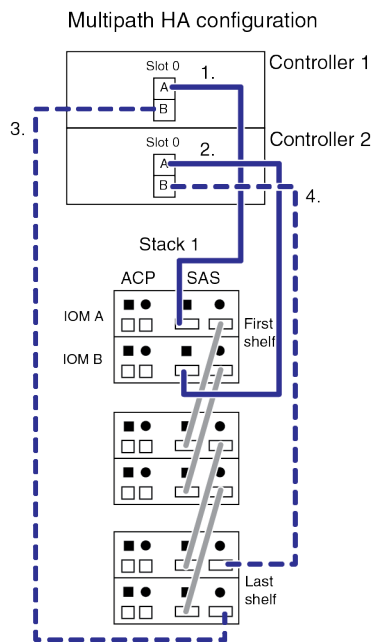 Multipath HA configuration
Slot 0
1.
Controller 1
A
B
3.
Slot 0
2.
Controller 2
A
B
4.
Stack 1
ACP
SAS
IOM A
First
shelf
IOM B
Last
shelf